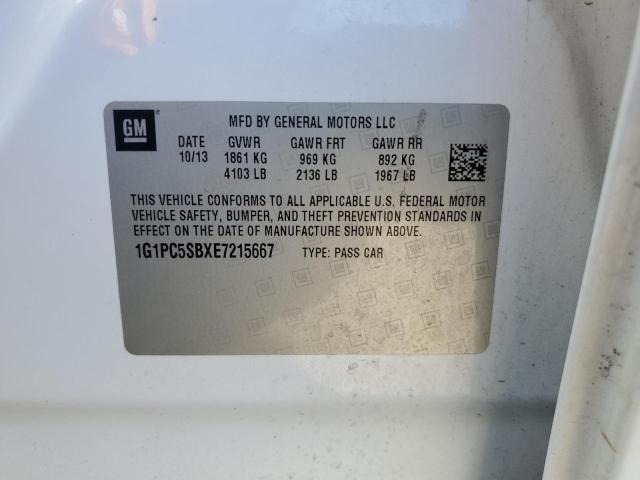 GM
MFD BY GENERAL MOTORS LLC
DATE GVWR GAWR FRT GAWR RR
10/13 1861 KG 969 KG 892 KG
4103 LB 2136 LB 1967 LB
THIS VEHICLE CONFORMS TO ALL APPLICABLE U.S. FEDERAL MOTOR
VEHICLE SAFETY, BUMPER, AND THEFT PREVENTION STANDARDS IN
EFFECT ON THE DATE OF MANUFACTURE SHOWN ABOVE.
1G1PC5SBXE7215667 TYPE: PASS CAR